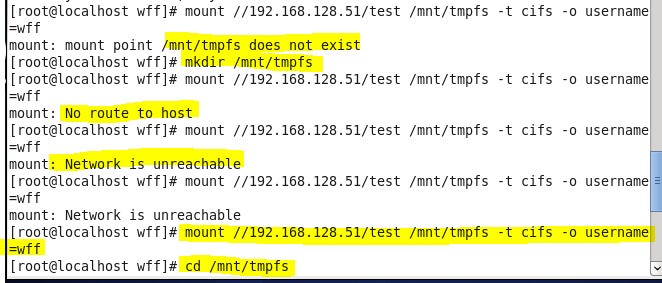 [root@localhost wff]# mount //192.168.128.51/test /mnt/tmpfs -t cifs -o username
=wff
mount: mount point /mnt/tmpfs does not exist
[root@localhost wff]# mkdir /mnt/tmpfs
[root@localhost wff]# mount //192.168.128.51/test /mnt/tmpfs -t cifs -o username
=wff
mount: No route to host
[root@localhost wff]# mount //192.168.128.51/test /mnt/tmpfs -t cifs -o username
=wff
mount: Network is unreachable
[root@localhost wff]# mount //192.168.128.51/test /mnt/tmpfs -t cifs -o username
=wff
mount: Network is unreachable
[root@localhost wff]# mount //192.168.128.51/test /mnt/tmpfs -t cifs -o username
=wff
[root@localhost wff]# cd /mnt/tmpfs